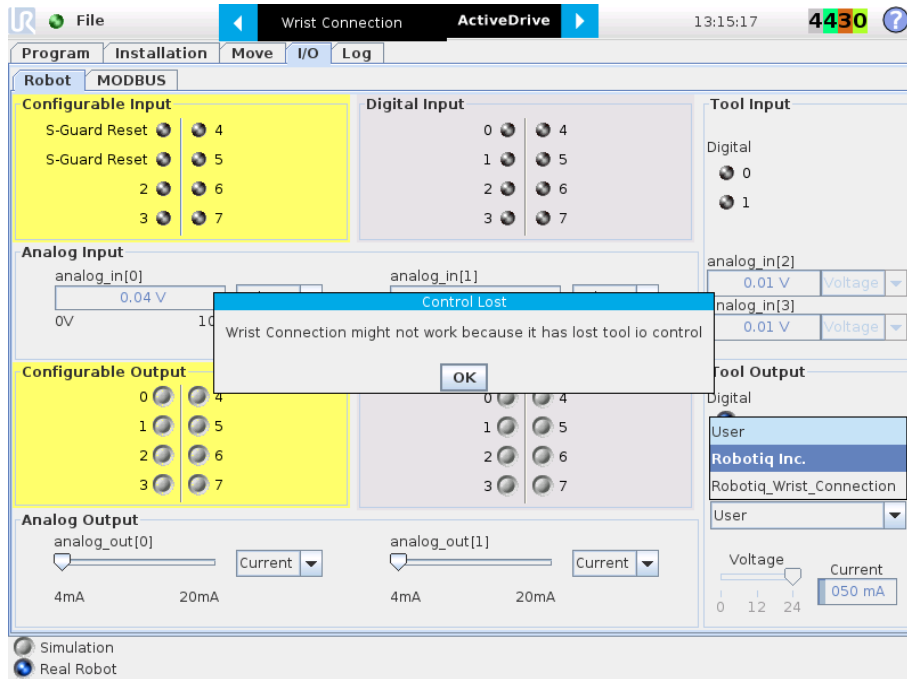 UR File Wrist Connection ActiveDrive 13:15:17 4430 ?
Program Installation Move I/O Log
Robot MODBUS
Configurable Input
S-Guard Reset 4
S-Guard Reset 5
2 6
3 7
Digital Input
0 4
1 5
2 6
3 7
Tool Input
Digital
0
1
analog_in[2]
0.01 V Voltage
analog_in[3]
0.01 V Voltage
Analog Input
analog_in[0]
0.04 V
0V 10
analog_in[1]
Control Lost
Wrist Connection might not work because it has lost tool io control
OK
Configurable Output
0 4
1 5
2 6
3 7
0 4
1 5
2 6
3 7
Tool Output
Digital
User
Robotiq Inc.
Robotiq_Wrist_Connection
User
Voltage
0 12 24
Current
050 mA
Analog Output
analog_out[0]
Current
4mA 20mA
analog_out[1]
Current
4mA 20mA
Simulation
Real Robot